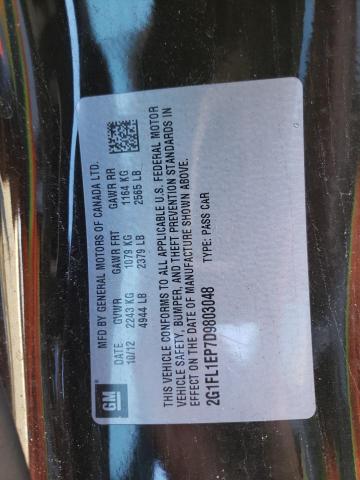 MFD BY GENERAL MOTORS OF CANADA LTD.
DATE GVWR GAWR FRT GAWR RR
10/12 2243 KG 1079 KG 1164 KG
4944 LB 2379 LB 2565 LB
THIS VEHICLE CONFORMS TO ALL APPLICABLE U.S. FEDERAL MOTOR
VEHICLE SAFETY, BUMPER, AND THEFT PREVENTION STANDARDS IN
EFFECT ON THE DATE OF MANUFACTURE SHOWN ABOVE.
2G1FL1EP7D9803048 TYPE: PASS CAR
GM